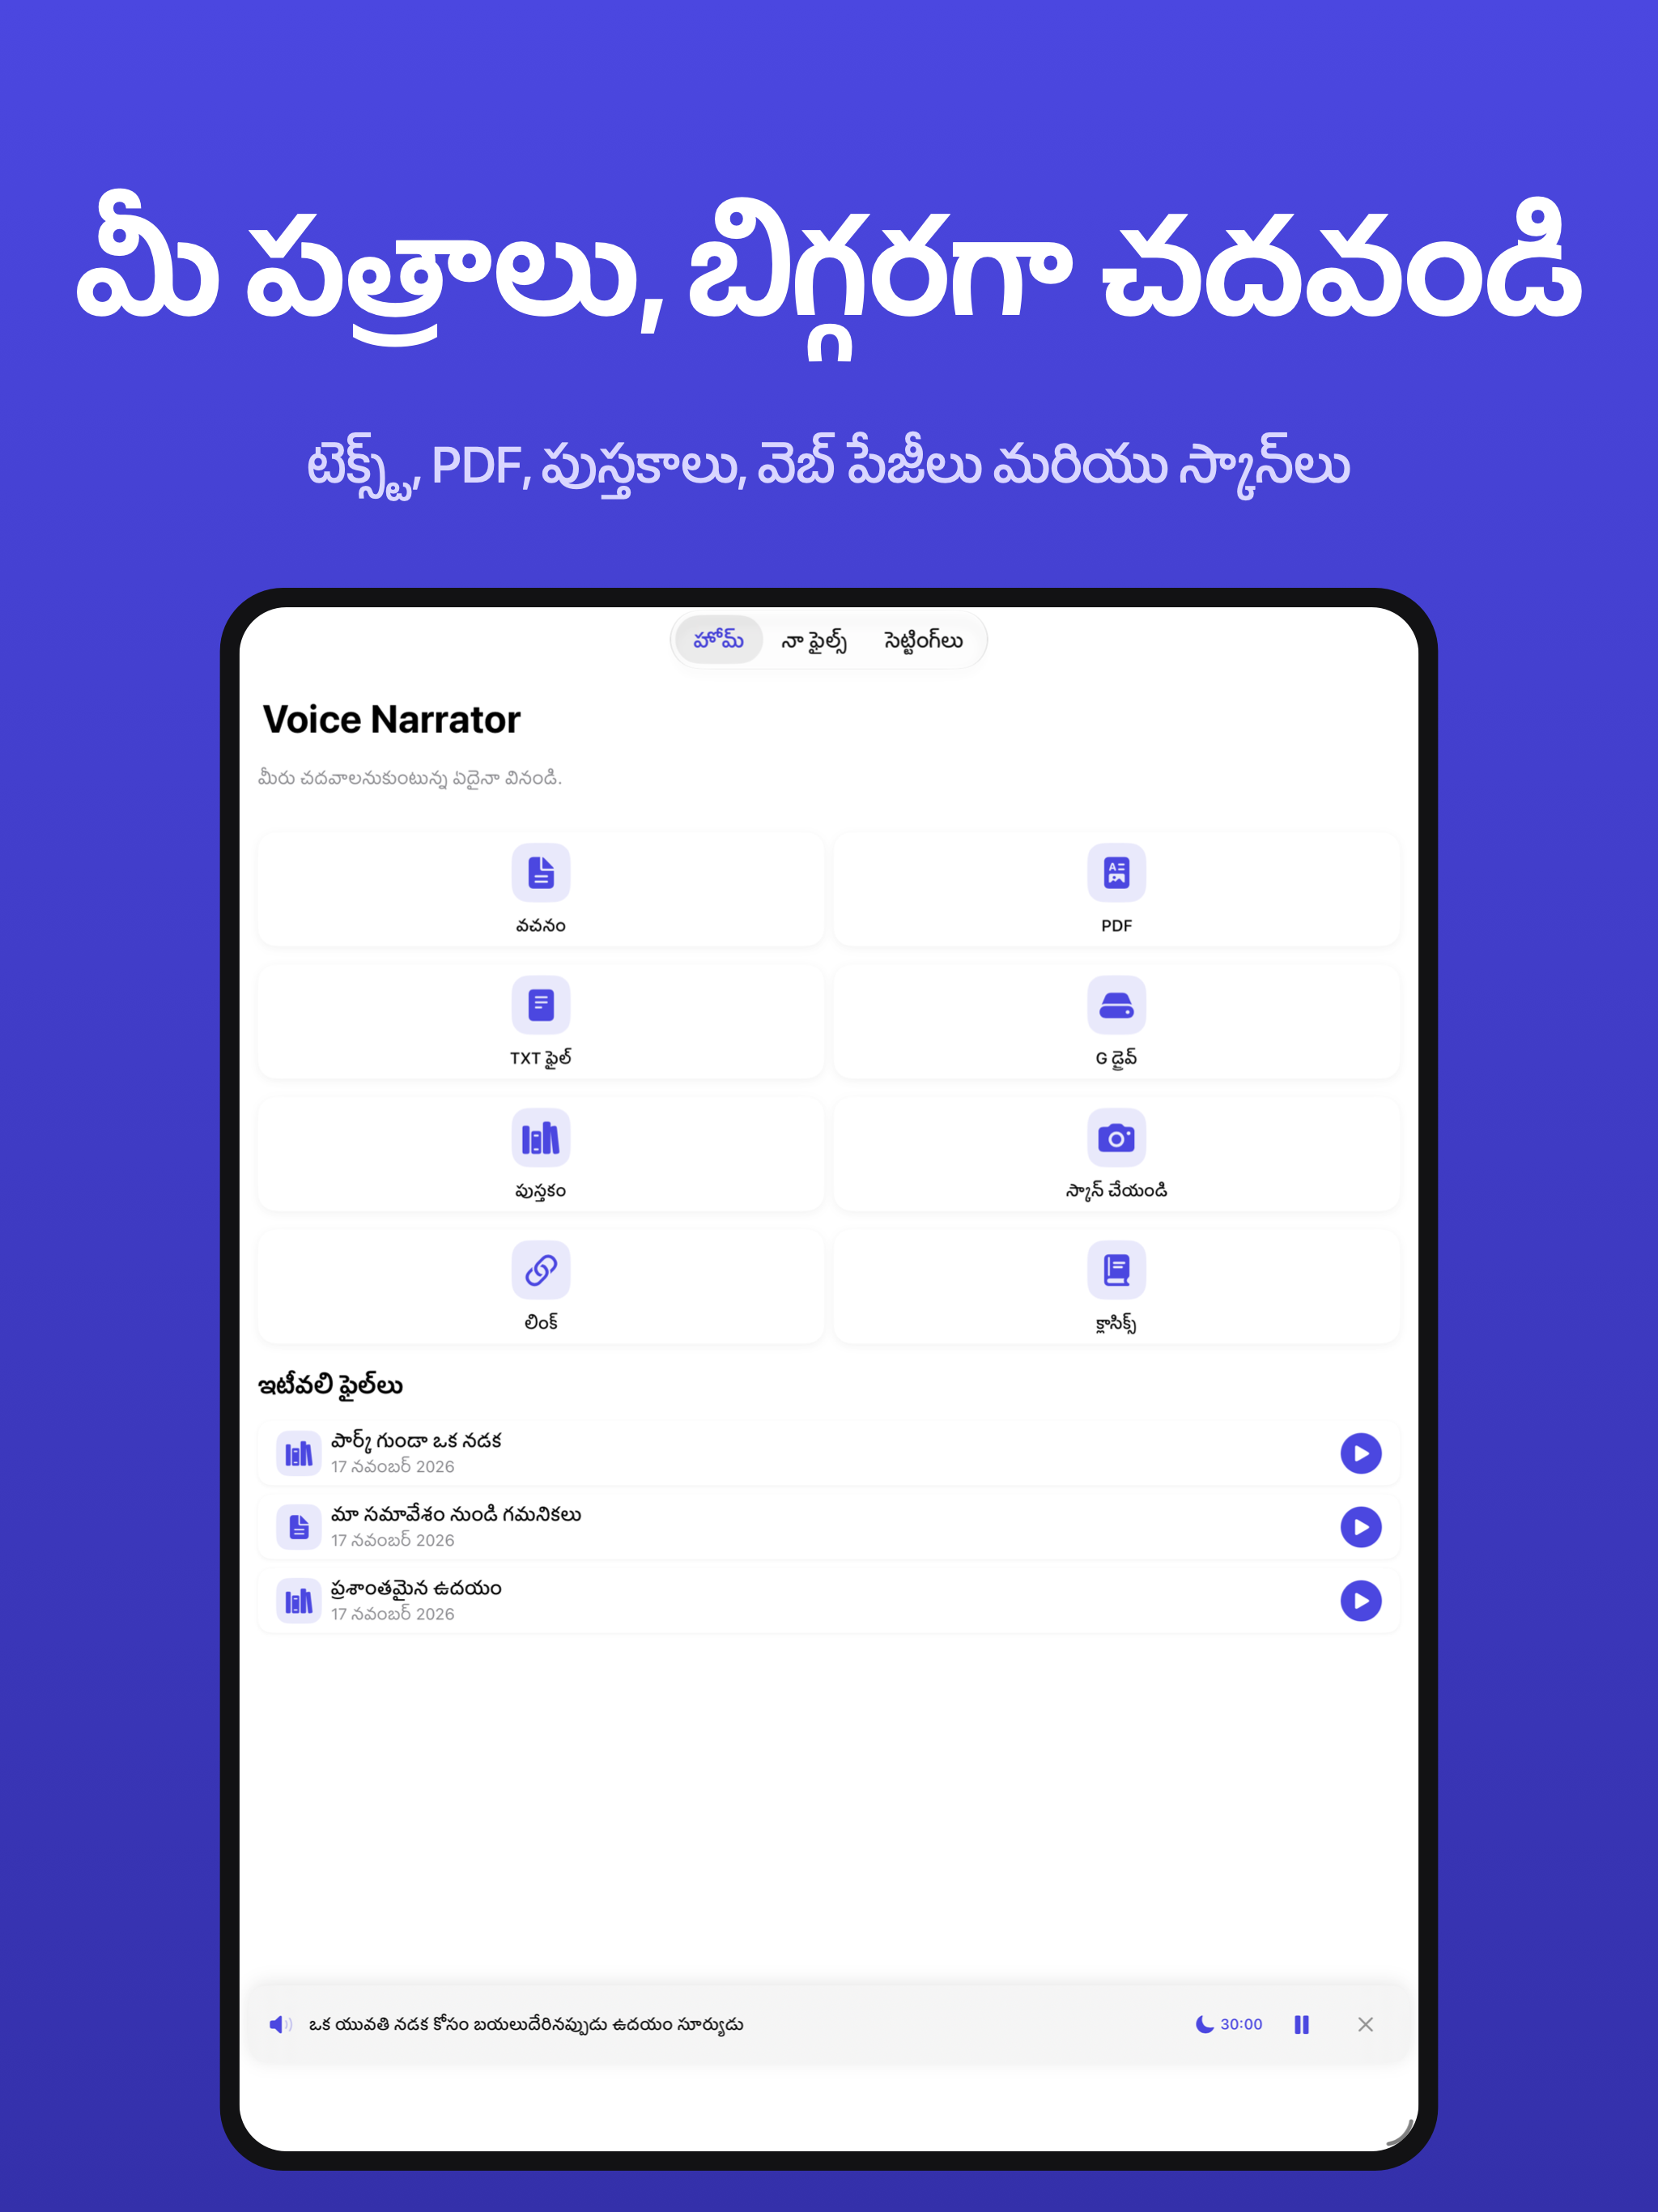 మీ పత్రాలు, బిగ్గరగా చదవండి
టెక్స్ట్, PDF, పుస్తకాలు, వెబ్ పేజీలు మరియు స్కాన్‌లు
హోమ్ నా ఫైల్స్ సెట్టింగ్‌లు
Voice Narrator
మీరు చదవాలనుకుంటున్న ఏదైనా వినండి.
వచనం PDF
TXT ఫైల్ G డ్రైవ్
పుస్తకం స్కాన్ చేయండి
లింక్ క్లాసిక్స్
ఇటీవలి ఫైల్‌లు
పార్క్ గుండా ఒక నడక
17 నవంబర్ 2026
మా సమావేశం నుండి గమనికలు
17 నవంబర్ 2026
ప్రశాంతమైన ఉదయం
17 నవంబర్ 2026
ఒక యువతి నడక కోసం బయలుదేరినప్పుడు ఉదయం సూర్యుడు 30:00